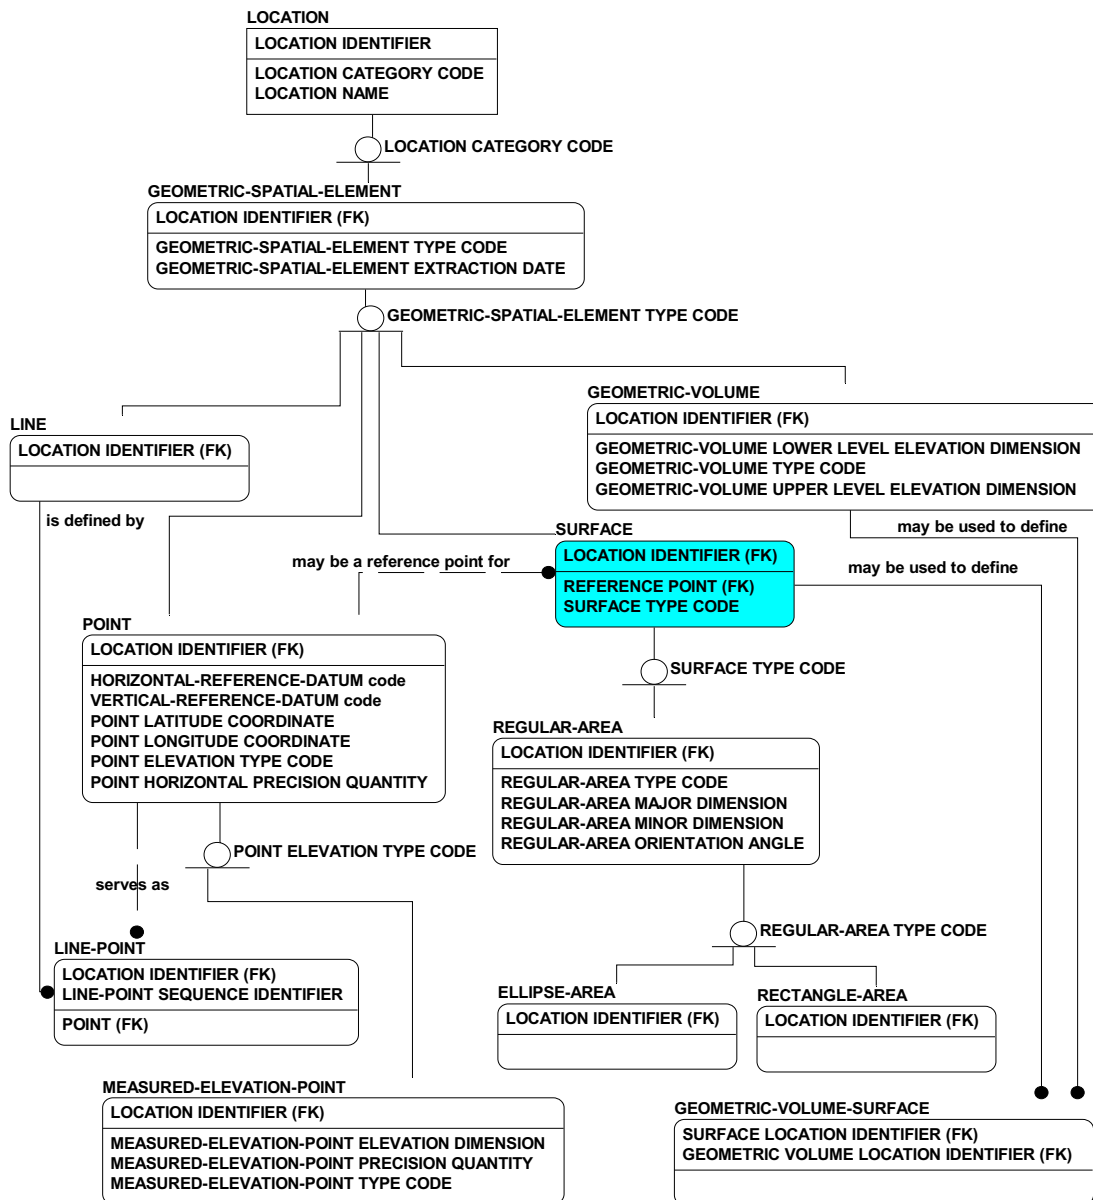 LOCATION
LOCATION IDENTIFIER
LOCATION CATEGORY CODE
LOCATION NAME
LOCATION CATEGORY CODE
GEOMETRIC-SPATIAL-ELEMENT
LOCATION IDENTIFIER (FK)
GEOMETRIC-SPATIAL-ELEMENT TYPE CODE
GEOMETRIC-SPATIAL-ELEMENT EXTRACTION DATE
GEOMETRIC-SPATIAL-ELEMENT TYPE CODE
LINE
LOCATION IDENTIFIER (FK)
is defined by
GEOMETRIC-VOLUME
LOCATION IDENTIFIER (FK)
GEOMETRIC-VOLUME LOWER LEVEL ELEVATION DIMENSION
GEOMETRIC-VOLUME TYPE CODE
GEOMETRIC-VOLUME UPPER LEVEL ELEVATION DIMENSION
may be used to define
SURFACE
LOCATION IDENTIFIER (FK)
REFERENCE POINT (FK)
SURFACE TYPE CODE
may be a reference point for
may be used to define
POINT
LOCATION IDENTIFIER (FK)
HORIZONTAL-REFERENCE-DATUM code
VERTICAL-REFERENCE-DATUM code
POINT LATITUDE COORDINATE
POINT LONGITUDE COORDINATE
POINT ELEVATION TYPE CODE
POINT HORIZONTAL PRECISION QUANTITY
SURFACE TYPE CODE
REGULAR-AREA
LOCATION IDENTIFIER (FK)
REGULAR-AREA TYPE CODE
REGULAR-AREA MAJOR DIMENSION
REGULAR-AREA MINOR DIMENSION
REGULAR-AREA ORIENTATION ANGLE
POINT ELEVATION TYPE CODE
serves as
LINE-POINT
LOCATION IDENTIFIER (FK)
LINE-POINT SEQUENCE IDENTIFIER
POINT (FK)
REGULAR-AREA TYPE CODE
ELLIPSE-AREA
LOCATION IDENTIFIER (FK)
RECTANGLE-AREA
LOCATION IDENTIFIER (FK)
MEASURED-ELEVATION-POINT
LOCATION IDENTIFIER (FK)
MEASURED-ELEVATION-POINT ELEVATION DIMENSION
MEASURED-ELEVATION-POINT PRECISION QUANTITY
MEASURED-ELEVATION-POINT TYPE CODE
GEOMETRIC-VOLUME-SURFACE
SURFACE LOCATION IDENTIFIER (FK)
GEOMETRIC VOLUME LOCATION IDENTIFIER (FK)